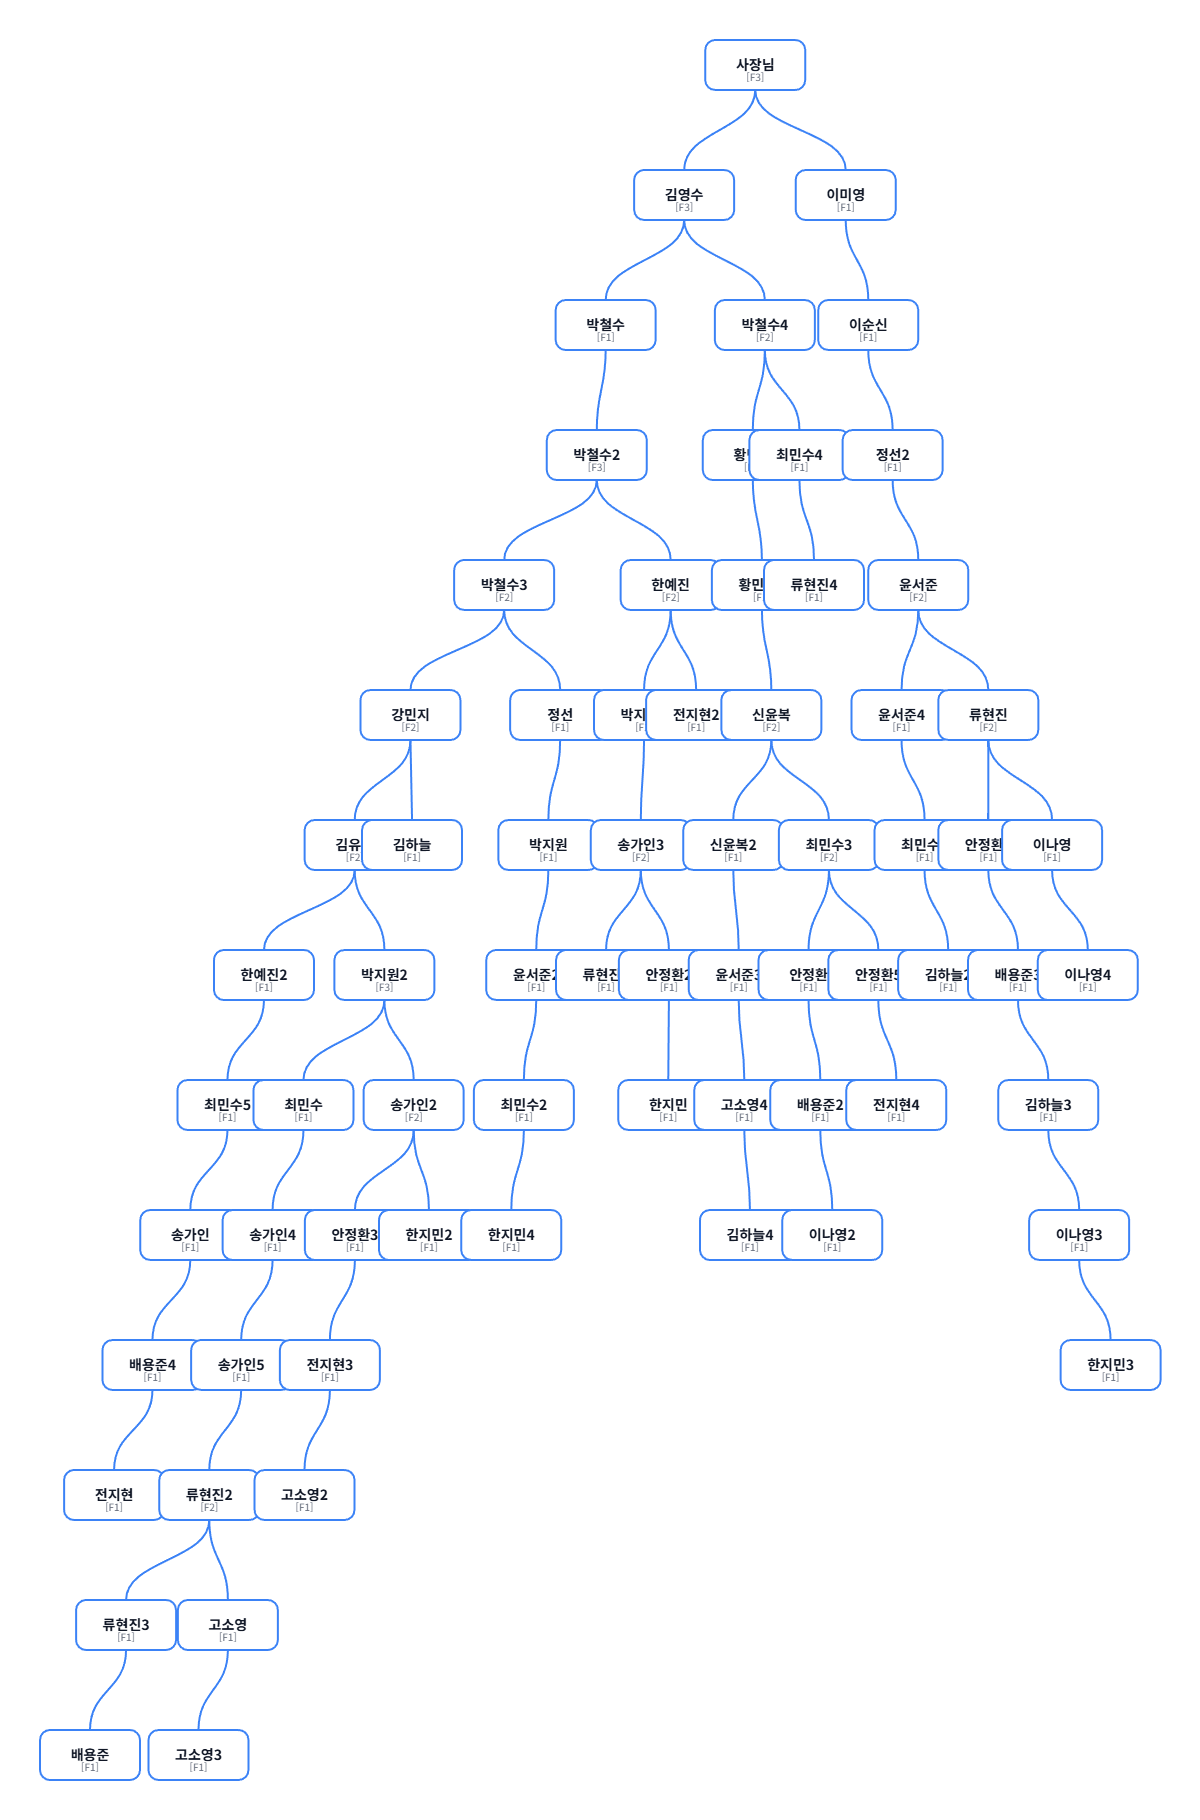 사장님
[F3]
김영수
[F3]
이미영
[F1]
박철수
[F1]
박철수4
[F2]
이순신
[F1]
박철수2
[F3]
최민수4
[F1]
정선2
[F1]
박철수3
[F2]
한예진
[F2]
황민
류현진4
[F1]
윤서준
[F2]
강민지
[F2]
정선
[F1]
박지
전지현2
[F1]
신윤복
[F2]
윤서준4
[F1]
류현진
[F2]
김유
[F2
김하늘
[F1]
박지원
[F1]
송가인3
[F2]
신윤복2
[F1]
최민수3
[F2]
최민수
[F1]
안정환
[F1]
이나영
[F1]
한예진2
[F1]
박지원2
[F3]
윤서준2
[F1]
류현진
[F1]
안정환2
[F1]
윤서준3
[F1]
안정환
[F1]
안정환5
[F1]
김하늘2
[F1]
배용준3
[F1]
이나영4
[F1]
최민수5
[F1]
최민수
[F1]
송가인2
[F2]
최민수2
[F1]
한지민
[F1]
고소영4
[F1]
배용준2
[F1]
전지현4
[F1]
김하늘3
[F1]
송가인
[F1]
송가인4
[F1]
안정환3
[F1]
한지민2
[F1]
한지민4
[F1]
김하늘4
[F1]
이나영2
[F1]
이나영3
[F1]
배용준4
[F1]
송가인5
[F1]
전지현3
[F1]
한지민3
[F1]
전지현
[F1]
류현진2
[F2]
고소영2
[F1]
류현진3
[F1]
고소영
[F1]
배용준
[F1]
고소영3
[F1]